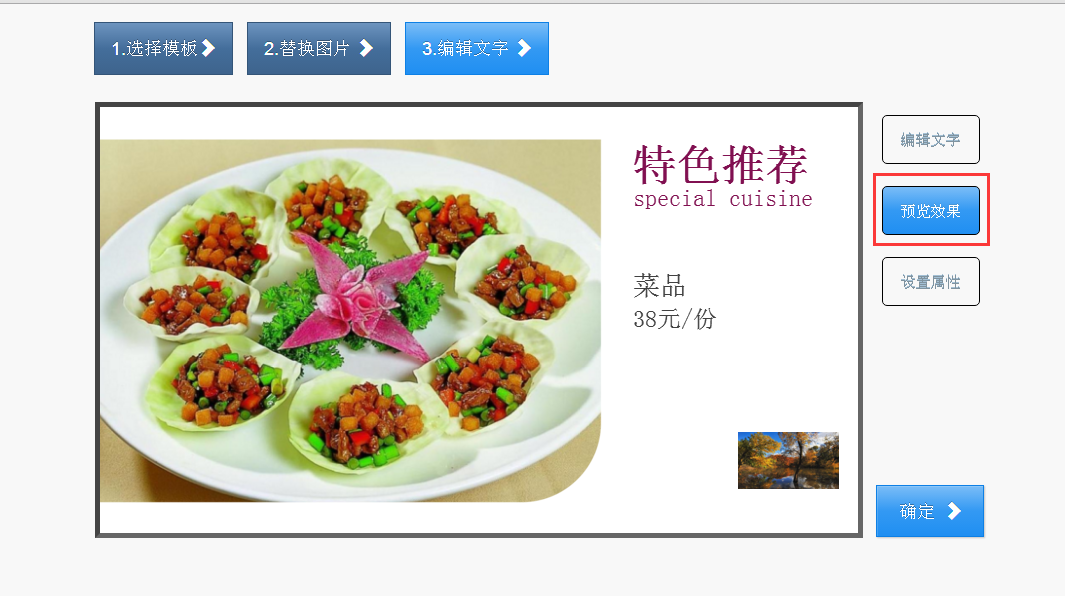 1.选择模板
2.替换图片
3.编辑文字
特色推荐
special cuisine
菜品
38元/份
编辑文字
预览效果
设置属性
确定